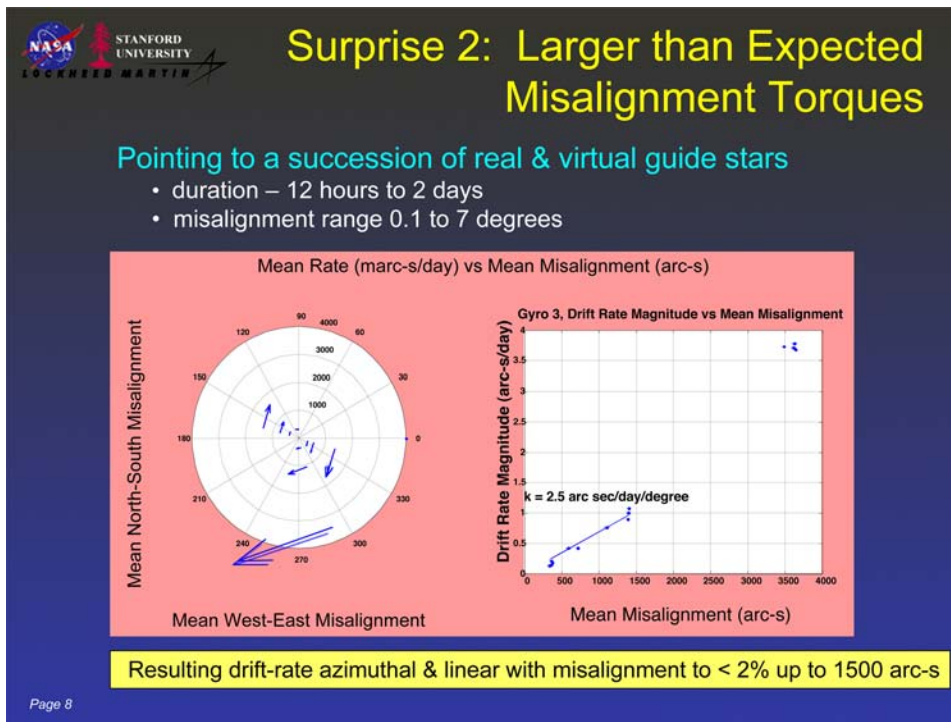 NASA
STANFORD
UNIVERSITY
LOCKHEED MARTIN
Surprise 2: Larger than Expected
Misalignment Torques
Pointing to a succession of real & virtual guide stars
• duration – 12 hours to 2 days
• misalignment range 0.1 to 7 degrees
Mean Rate (marc-s/day) vs Mean Misalignment (arc-s)
Mean North-South Misalignment
90
120
4000
60
3000
150
2000
30
1000
180
0
210
330
240
300
270
Mean West-East Misalignment
Gyro 3, Drift Rate Magnitude vs Mean Misalignment
Drift Rate Magnitude (arc-s/day)
4
3.5
3
2.5
2
1.5
k = 2.5 arc sec/day/degree
1
0.5
0
0 500 1000 1500 2000 2500 3000 3500 4000
Mean Misalignment (arc-s)
Resulting drift-rate azimuthal & linear with misalignment to < 2% up to 1500 arc-s
Page 8